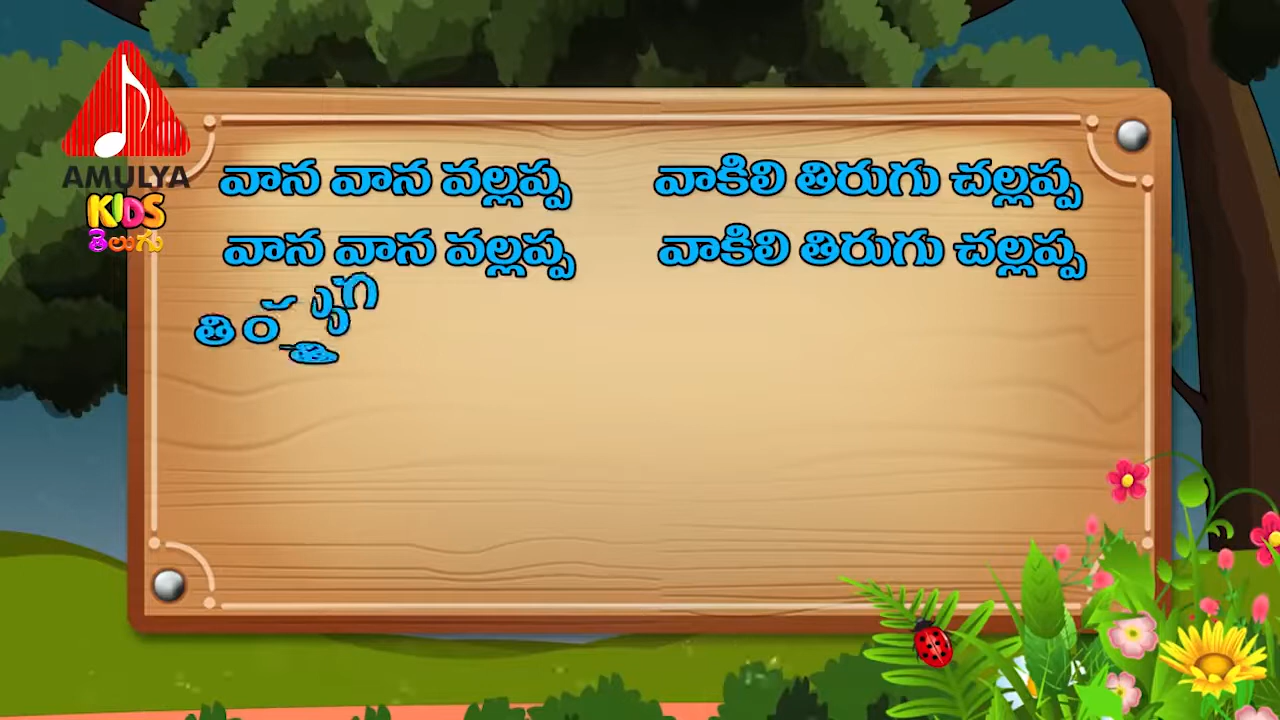 AMULYA
KIDS
తెలుగు
వాన వాన వల్లప్ప వాకిలి తిరుగు చల్లప్ప
వాన వాన వల్లప్ప వాకిలి తిరుగు చల్లప్ప